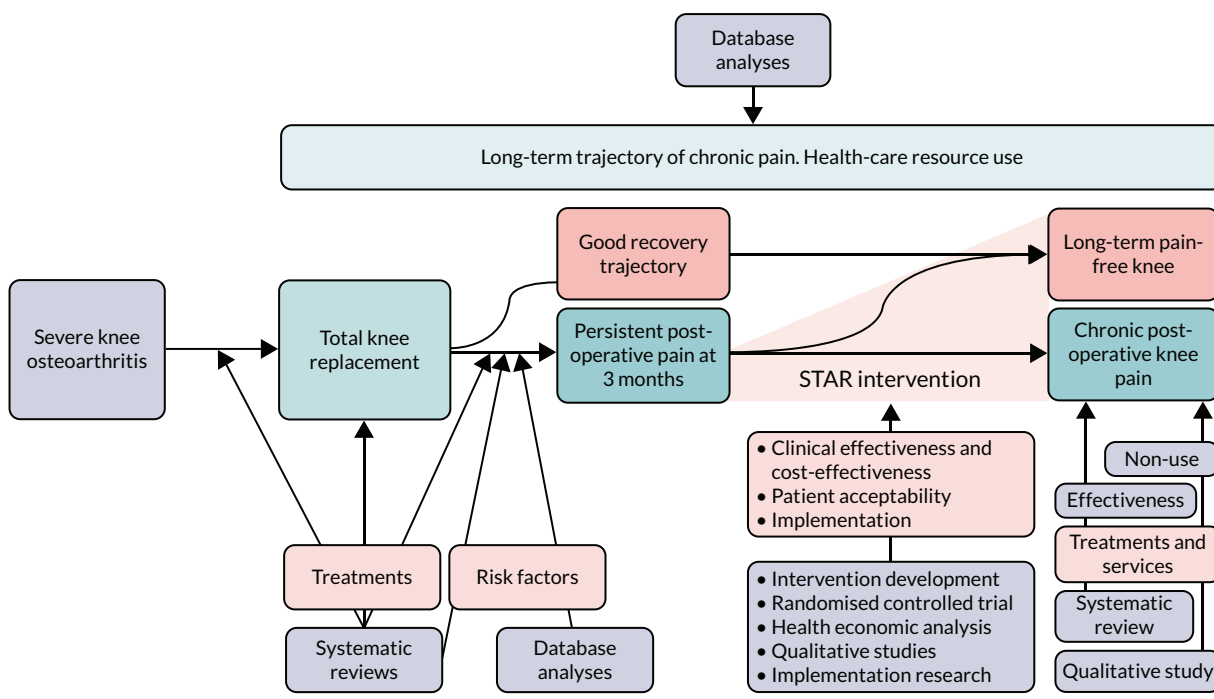 Database
analyses
Long-term trajectory of chronic pain. Health-care resource use
Good recovery
trajectory
Long-term pain-
free knee
Severe knee
osteoarthritis
Total knee
replacement
Persistent post-
operative pain at
3 months
Chronic post-
operative knee
pain
STAR intervention
• Clinical effectiveness and
cost-effectiveness
• Patient acceptability
• Implementation
Non-use
Effectiveness
Treatments
Risk factors
Treatments and
services
• Intervention development
• Randomised controlled trial
• Health economic analysis
• Qualitative studies
• Implementation research
Systematic
review
Systematic
reviews
Database
analyses
Qualitative study